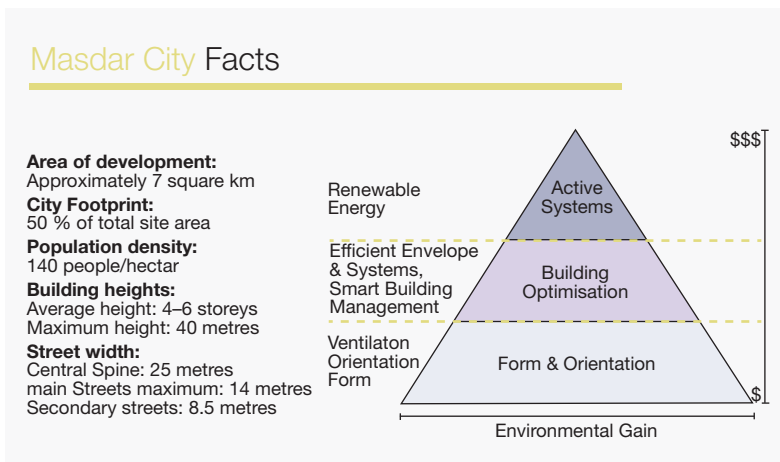 Masdar City Facts
Area of development:
Approximately 7 square km
City Footprint:
50 % of total site area
Population density:
140 people/hectar
Building heights:
Average height: 4–6 storeys
Maximum height: 40 metres
Street width:
Central Spine: 25 metres
main Streets maximum: 14 metres
Secondary streets: 8.5 metres
Renewable
Energy
Efficient Envelope
& Systems,
Smart Building
Management
Ventilaton
Orientation
Form
Active
Systems
Building
Optimisation
Form & Orientation
$$$
$
Environmental Gain